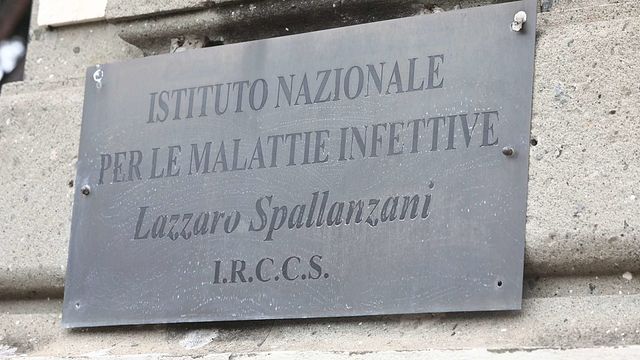 ISTITUTO NAZIONALE
PER LE MALATTIE INFETTIVE
Lazzaro Spallanzani
I.R.C.C.S.